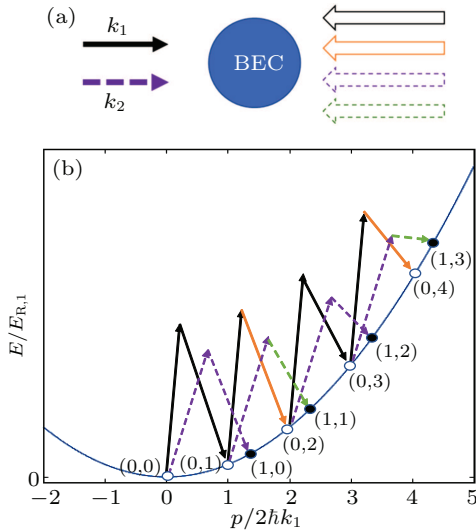 (a)
k₁
k₂
BEC
(b)
E/E_R,1
0
(0,0)
(0,1)
(1,0)
(0,2)
(1,1)
(0,3)
(1,2)
(0,4)
(1,3)
−2 −1 0 1 2 3 4 5
p/2ħk₁